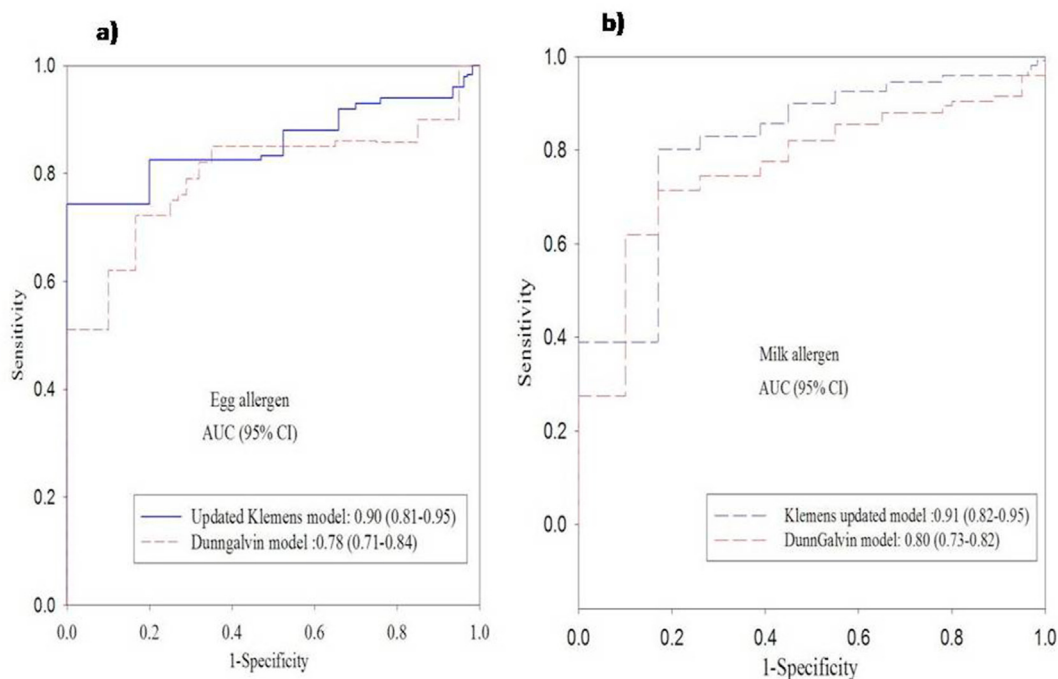 a)
1.0
0.8
0.6
0.4
0.2
0.0
Sensitivity
Egg allergen
AUC (95% CI)
Updated Klemens model: 0.90 (0.81-0.95)
Dunngalvin model :0.78 (0.71-0.84)
0.0 0.2 0.4 0.6 0.8 1.0
1-Specificity
b)
1.0
0.8
0.6
0.4
0.2
0.0
Sensitivity
Milk allergen
AUC (95% CI)
Klemens updated model :0.91 (0.82-0.95)
DunnGalvin model: 0.80 (0.73-0.82)
0.0 0.2 0.4 0.6 0.8 1.0
1-Specificity